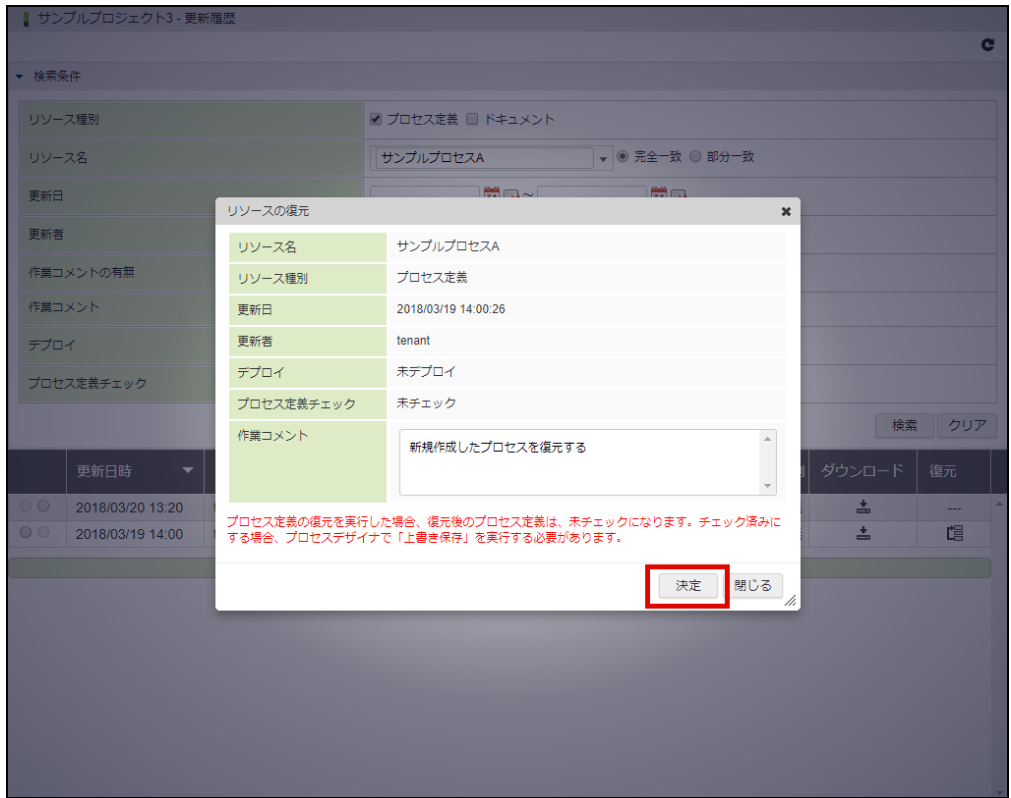 サンプルプロジェクト3 - 更新履歴
検索条件
リソース種別 プロセス定義 ドキュメント
リソース名 サンプルプロセスA 完全一致 部分一致
更新日 ~
更新者
作業コメントの有無
作業コメント
デプロイ
プロセス定義チェック
検索 クリア
更新日時 ダウンロード 復元
2018/03/20 13:20 ---
2018/03/19 14:00
リソースの復元
リソース名 サンプルプロセスA
リソース種別 プロセス定義
更新日 2018/03/19 14:00:26
更新者 tenant
デプロイ 未デプロイ
プロセス定義チェック 未チェック
作業コメント 新規作成したプロセスを復元する
プロセス定義の復元を実行した場合、復元後のプロセス定義は、未チェックになります。チェック済みに
する場合、プロセスデザイナで「上書き保存」を実行する必要があります。
決定 閉じる